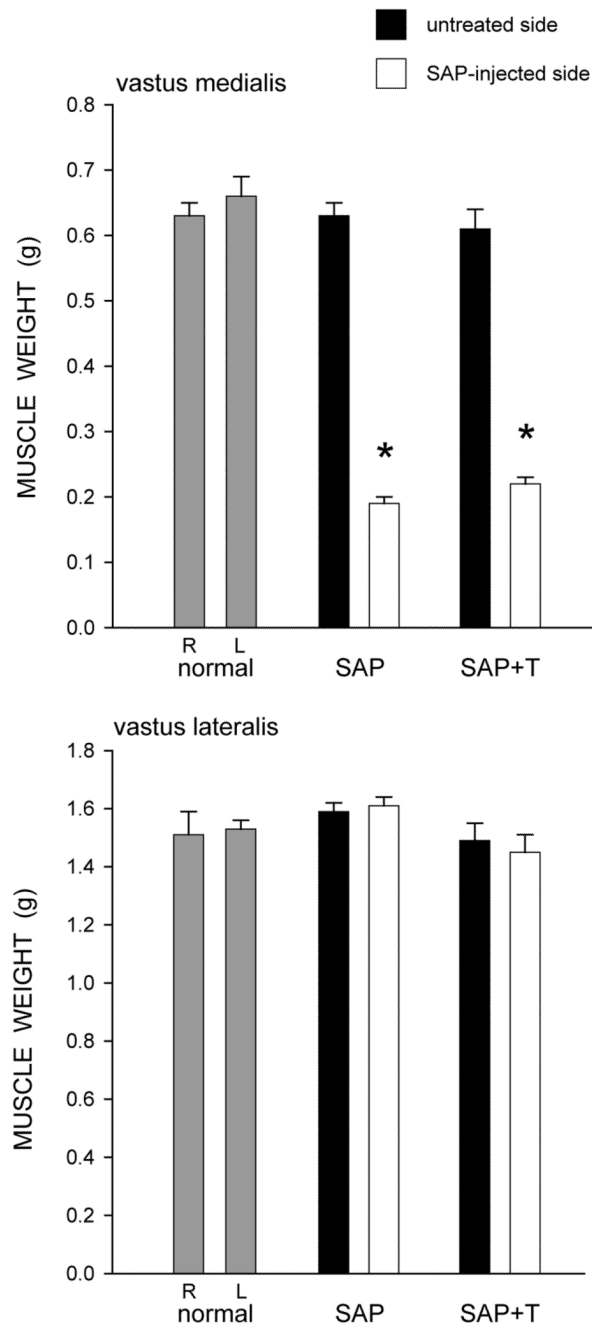 untreated side
SAP-injected side
vastus medialis
MUSCLE WEIGHT (g)
0.8
0.7
0.6
0.5
0.4
0.3
0.2
0.1
0.0
* *
R L
normal SAP SAP+T
vastus lateralis
MUSCLE WEIGHT (g)
1.8
1.6
1.4
1.2
1.0
0.8
0.6
0.4
0.2
0.0
R L
normal SAP SAP+T